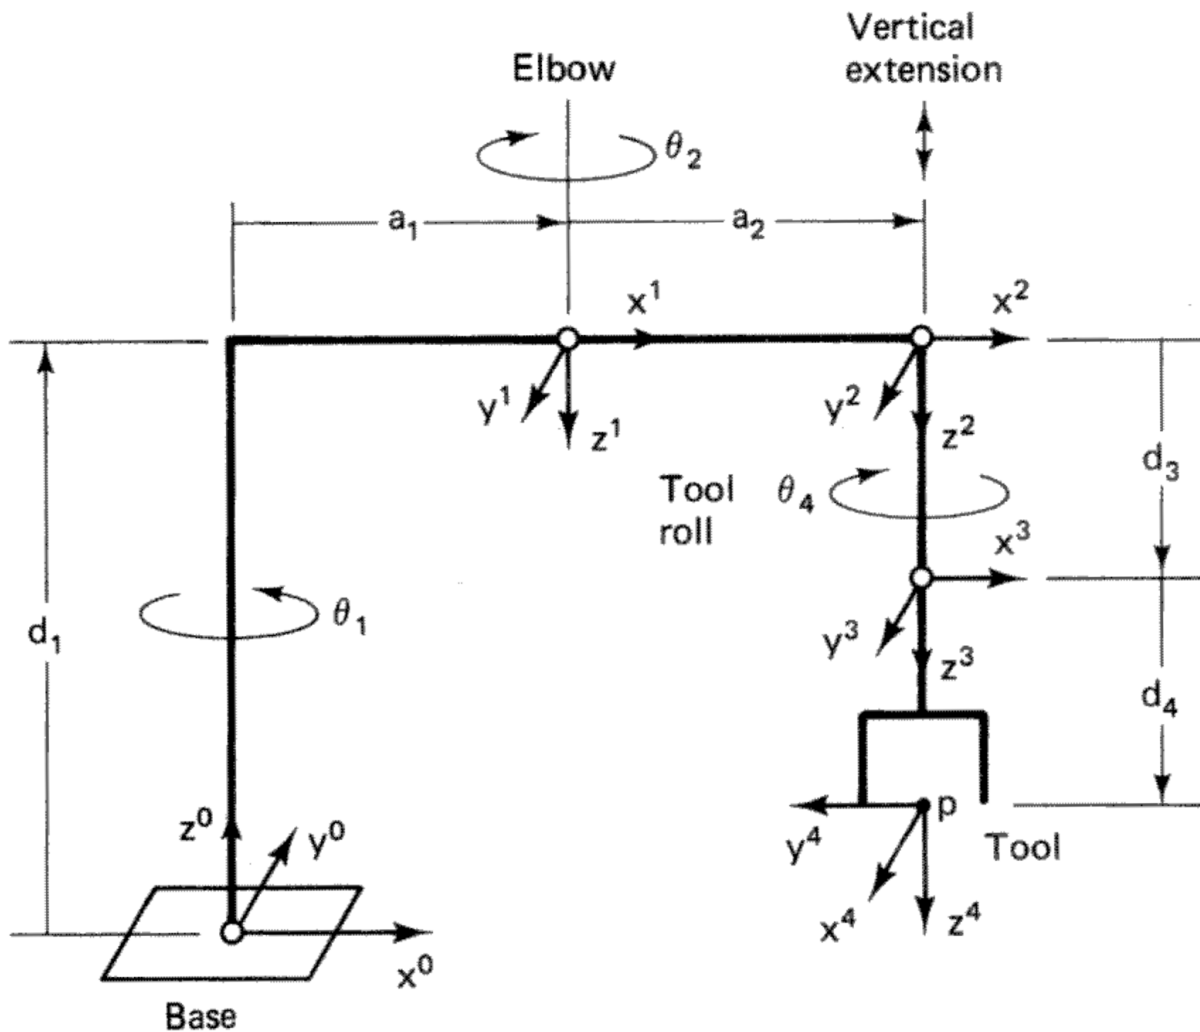 Vertical
extension
Elbow
θ₂
a₁
a₂
x¹
x²
y¹
z¹
y²
z²
d₃
Tool
roll
θ₄
x³
θ₁
d₁
y³
z³
d₄
z⁰
y⁰
p
y⁴
Tool
x⁴
z⁴
x⁰
Base